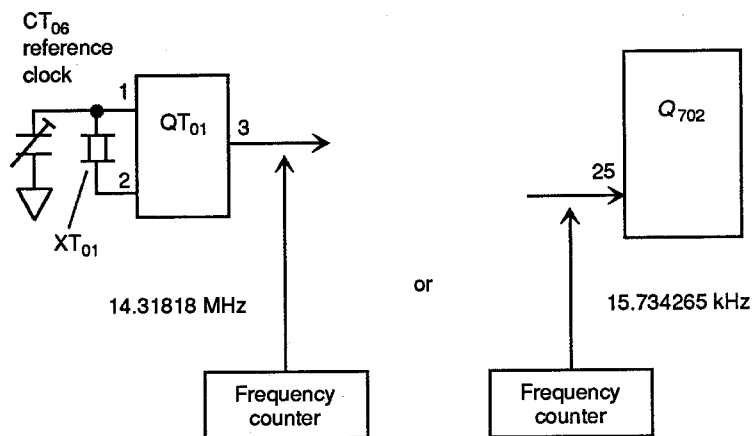 CT06
reference
clock
1
QT01
3
2
XT01
Q702
25
14.31818 MHz
or
15.734265 kHz
Frequency
counter
Frequency
counter